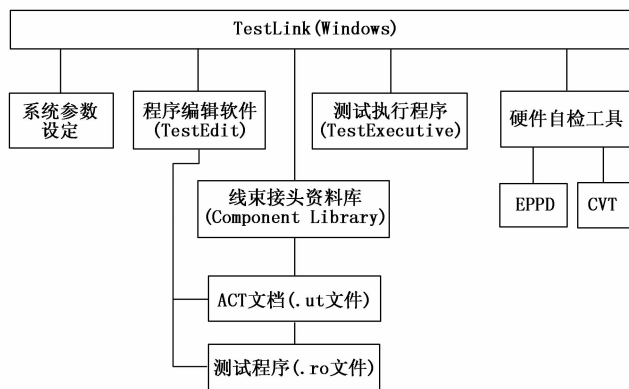 TestLink(Windows)
系统参数
设定
程序编辑软件
(TestEdit)
测试执行程序
(TestExecutive)
硬件自检工具
线束接头资料库
(Component Library)
EPPD
CVT
ACT文档(.ut文件)
测试程序(.ro文件)